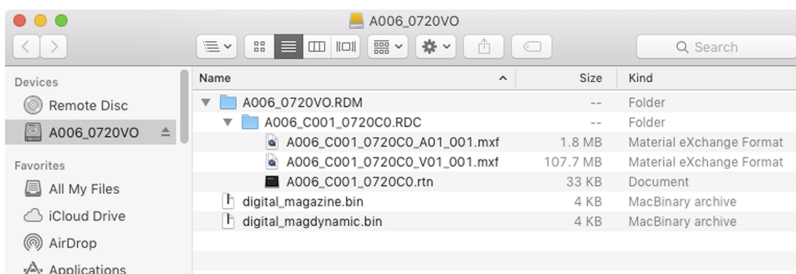 A006_0720VO
Search
Name Size Kind
Devices
Remote Disc
A006_0720VO
Favorites
All My Files
iCloud Drive
AirDrop
Applications
A006_0720VO.RDM -- Folder
A006_C001_0720C0.RDC -- Folder
A006_C001_0720C0_A01_001.mxf 1.8 MB Material eXchange Format
A006_C001_0720C0_V01_001.mxf 107.7 MB Material eXchange Format
A006_C001_0720C0.rtn 33 KB Document
digital_magazine.bin 4 KB MacBinary archive
digital_magdynamic.bin 4 KB MacBinary archive